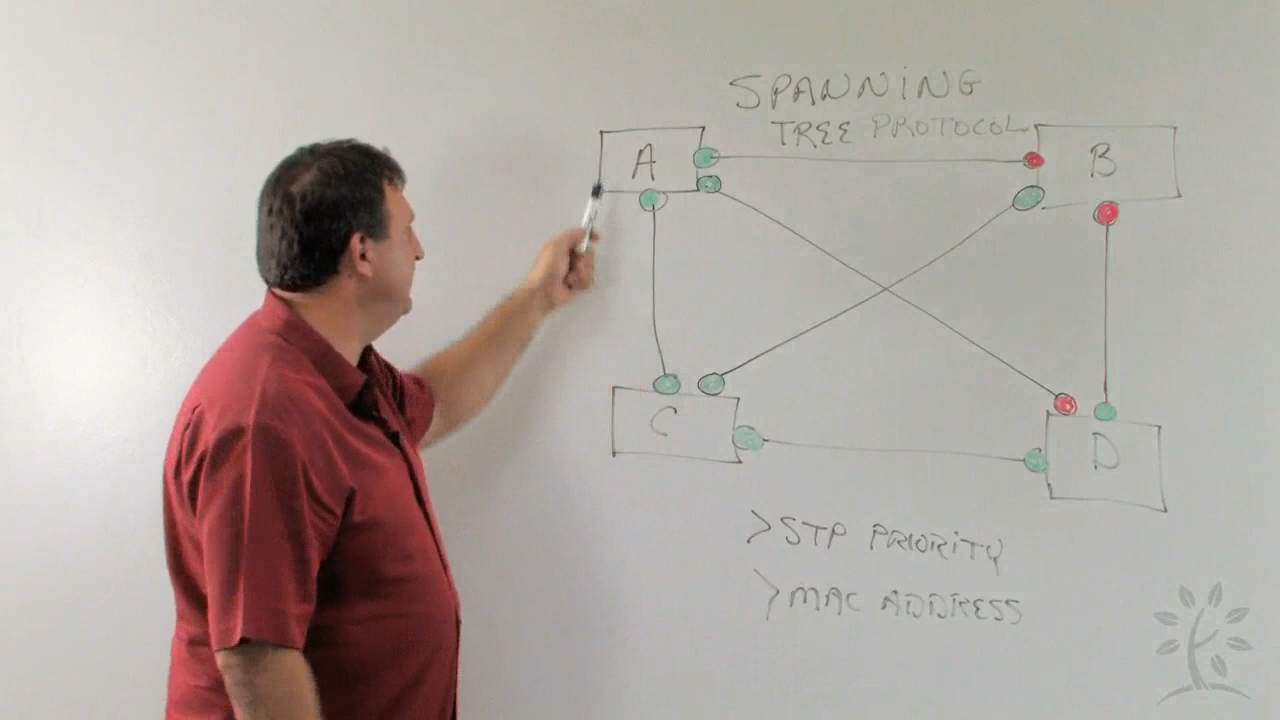 SPANNING
TREE PROTOCOL
A
B
C
D
>STP PRIORITY
>MAC ADDRESS